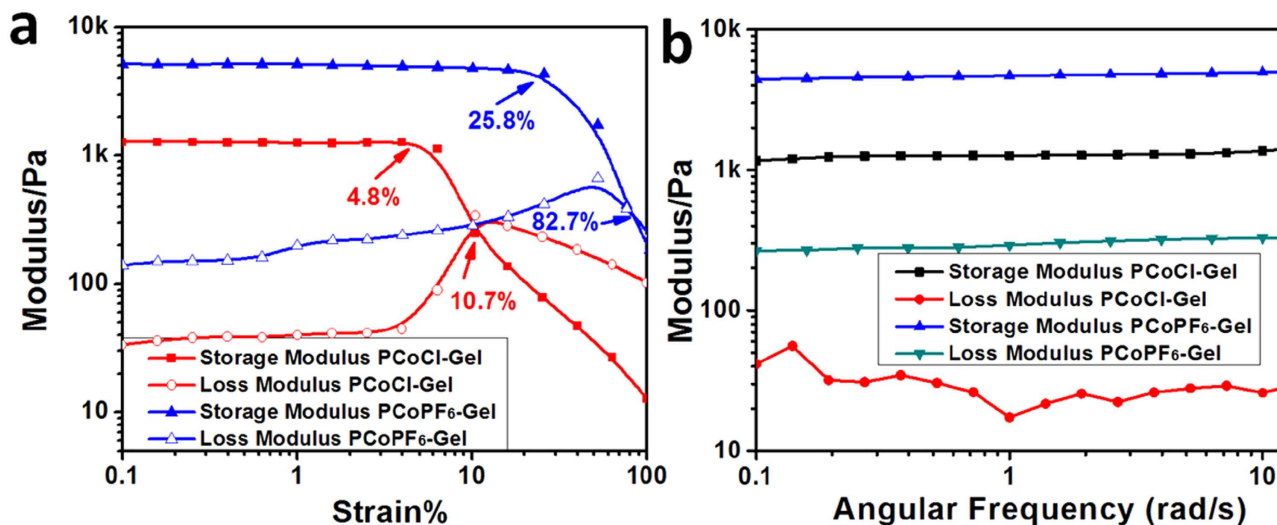 a
10k
1k
100
10
Modulus/Pa
25.8%
4.8%
82.7%
10.7%
Storage Modulus PCoCl-Gel
Loss Modulus PCoCl-Gel
Storage Modulus PCoPF₆-Gel
Loss Modulus PCoPF₆-Gel
0.1
1
10
100
Strain%
b
10k
1k
100
10
Modulus/Pa
Storage Modulus PCoCl-Gel
Loss Modulus PCoCl-Gel
Storage Modulus PCoPF₆-Gel
Loss Modulus PCoPF₆-Gel
0.1
1
10
Angular Frequency (rad/s)